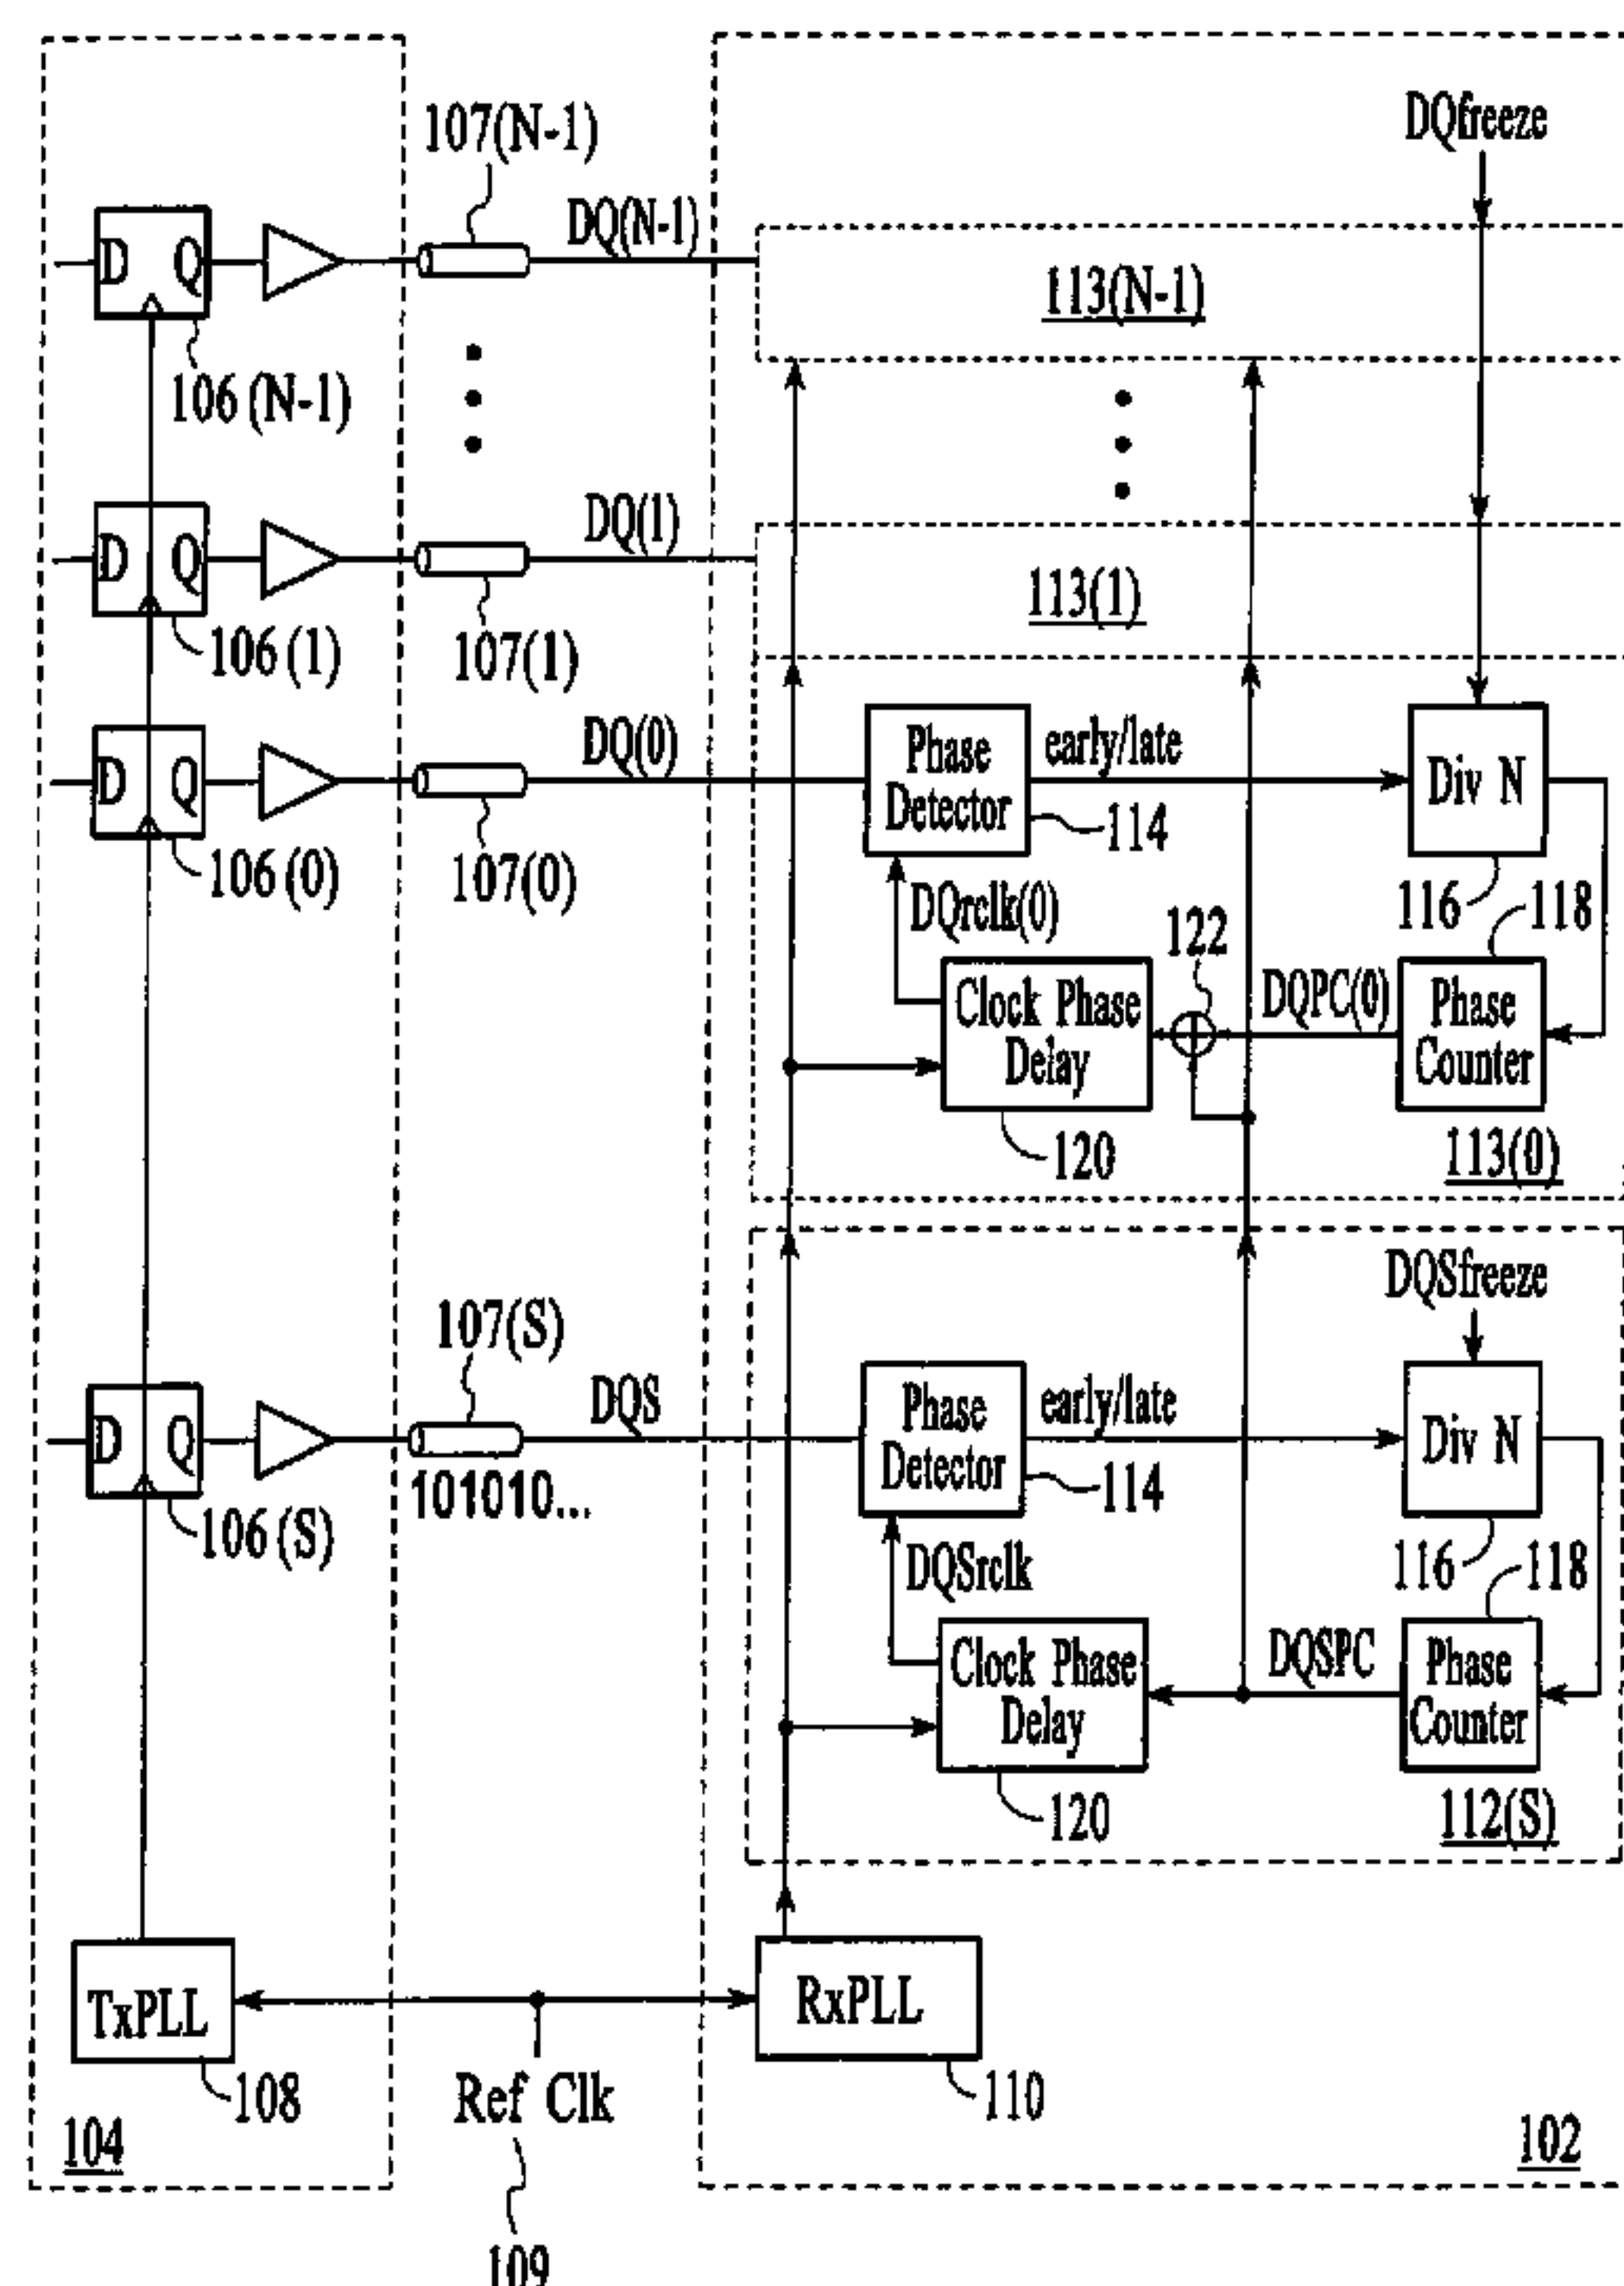 DQfreeze
107(N-1)
DQ(N-1)
D Q
113(N-1)
106 (N-1)
DQ(1)
D Q
113(1)
106 (1)
107(1)
DQ(0)
D Q
Phase Detector
early/late
Div N
114
106 (0)
107(0)
DQrclk(0)
116
118
122
Clock Phase Delay
DQPC(0)
Phase Counter
120
113(0)
DQSfreeze
107(S)
DQS
D Q
101010...
Phase Detector
early/late
Div N
114
106 (S)
DQSrclk
116
118
Clock Phase Delay
DQSPC
Phase Counter
120
112(S)
TxPLL
RxPLL
108
Ref Clk
110
104
102
109